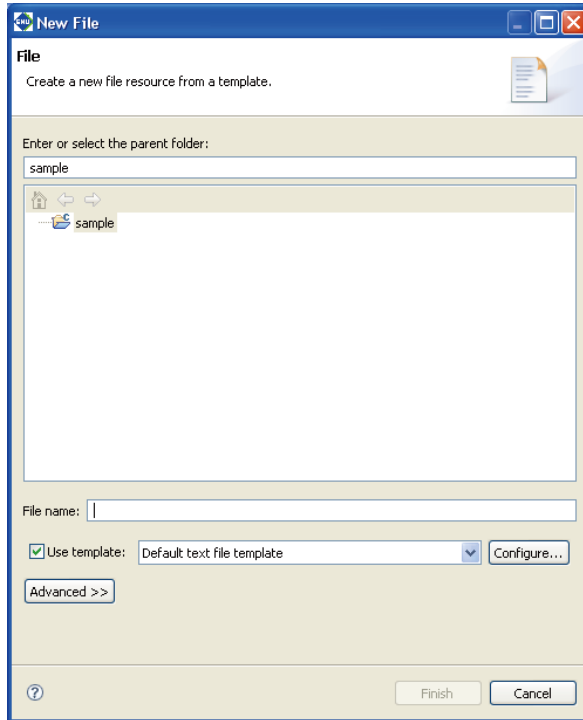 GNU New File
File
Create a new file resource from a template.
Enter or select the parent folder:
sample
C sample
File name:
Use template: Default text file template Configure...
Advanced >>
? Finish Cancel